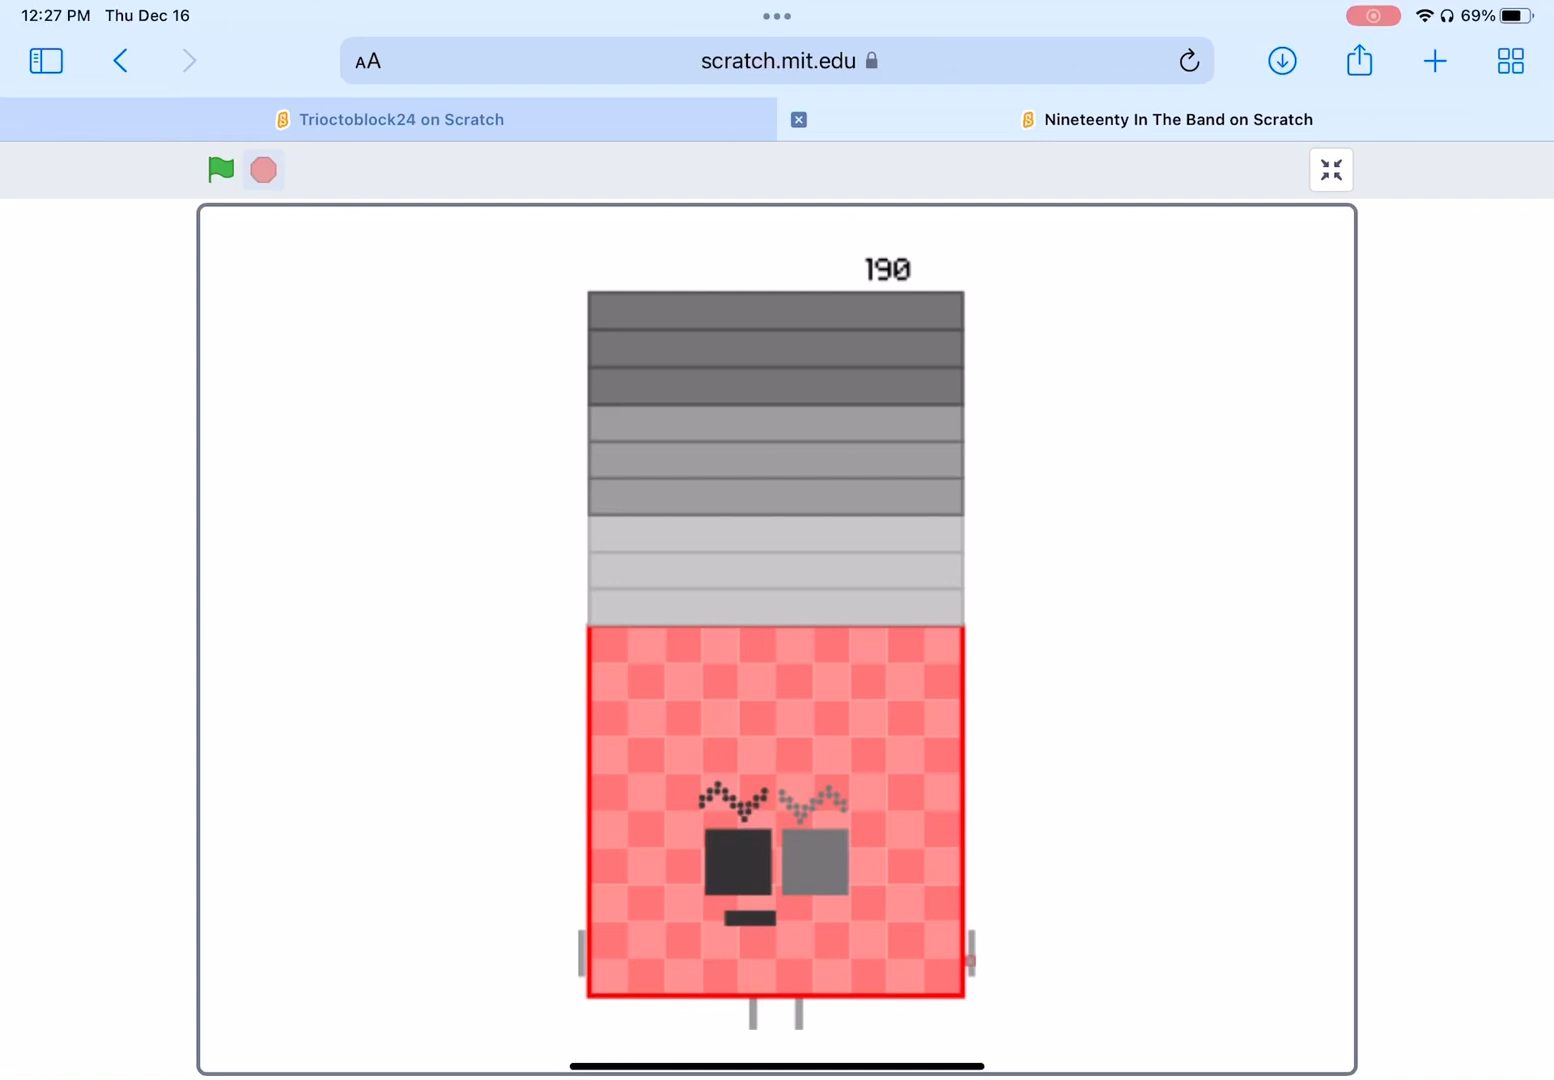 12:27 PM Thu Dec 16
69%
AA
scratch.mit.edu
Trioctoblock24 on Scratch
Nineteenty In The Band on Scratch
190